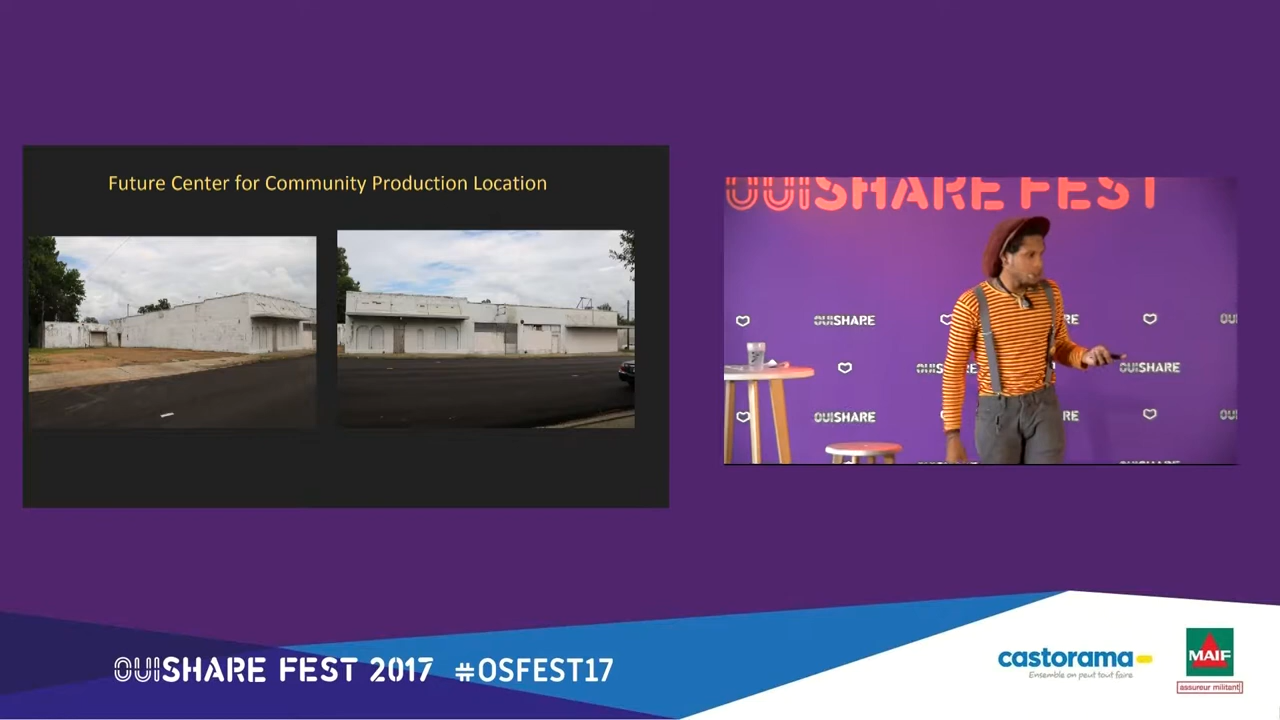 Future Center for Community Production Location
OUISHARE FEST
OUISHARE
OUISHARE
OUISHARE
OUISHARE
OUISHARE FEST 2017 #OSFEST17
castorama
Ensemble on peut tout faire
MAIF
assureur militant